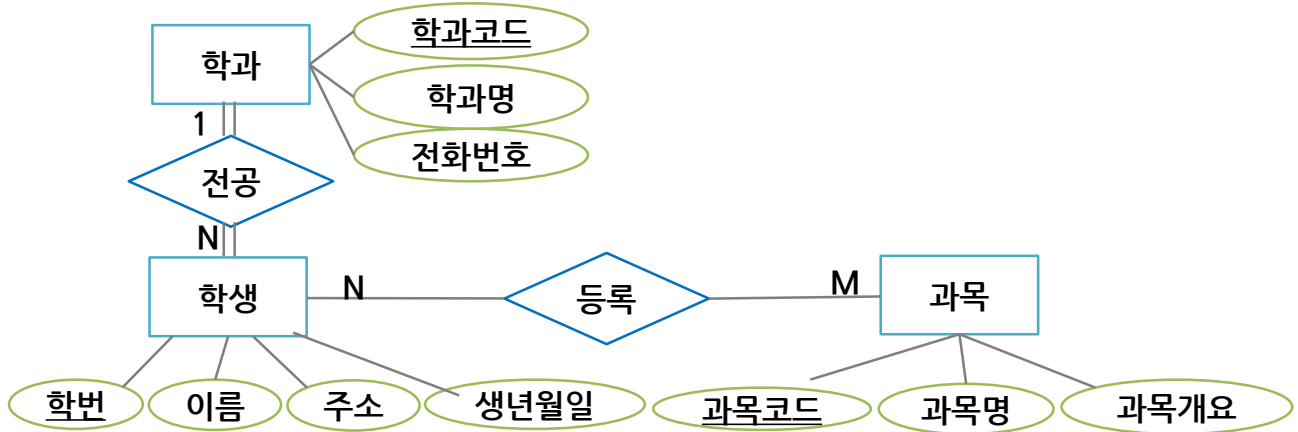 학과코드
학과
학과명
1
전화번호
전공
N
학생
N
등록
M
과목
학번
이름
주소
생년월일
과목코드
과목명
과목개요